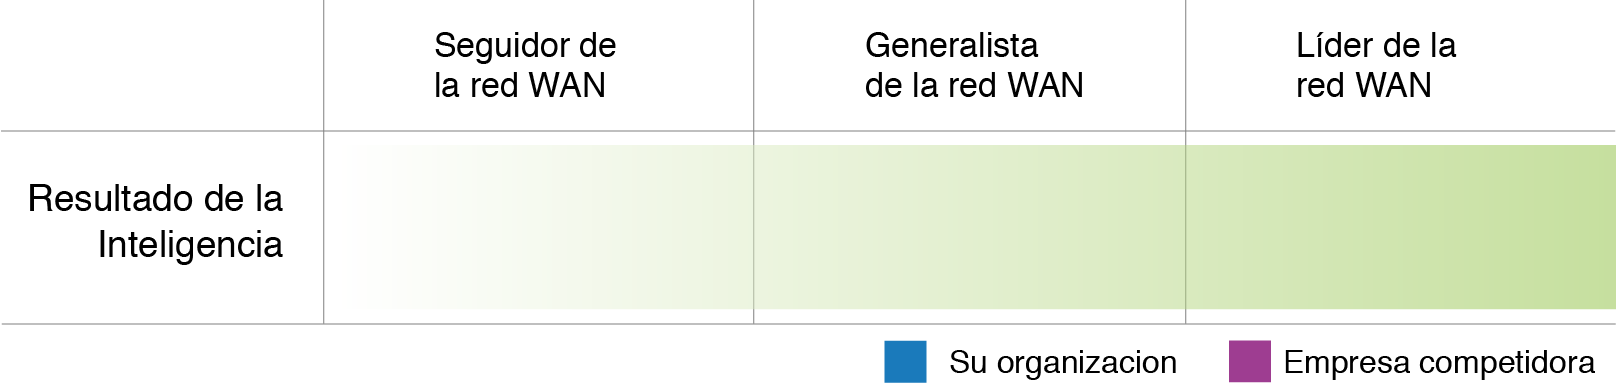 Seguidor de
la red WAN
Generalista
de la red WAN
Líder de la
red WAN
Resultado de la
Inteligencia
Su organizacion
Empresa competidora